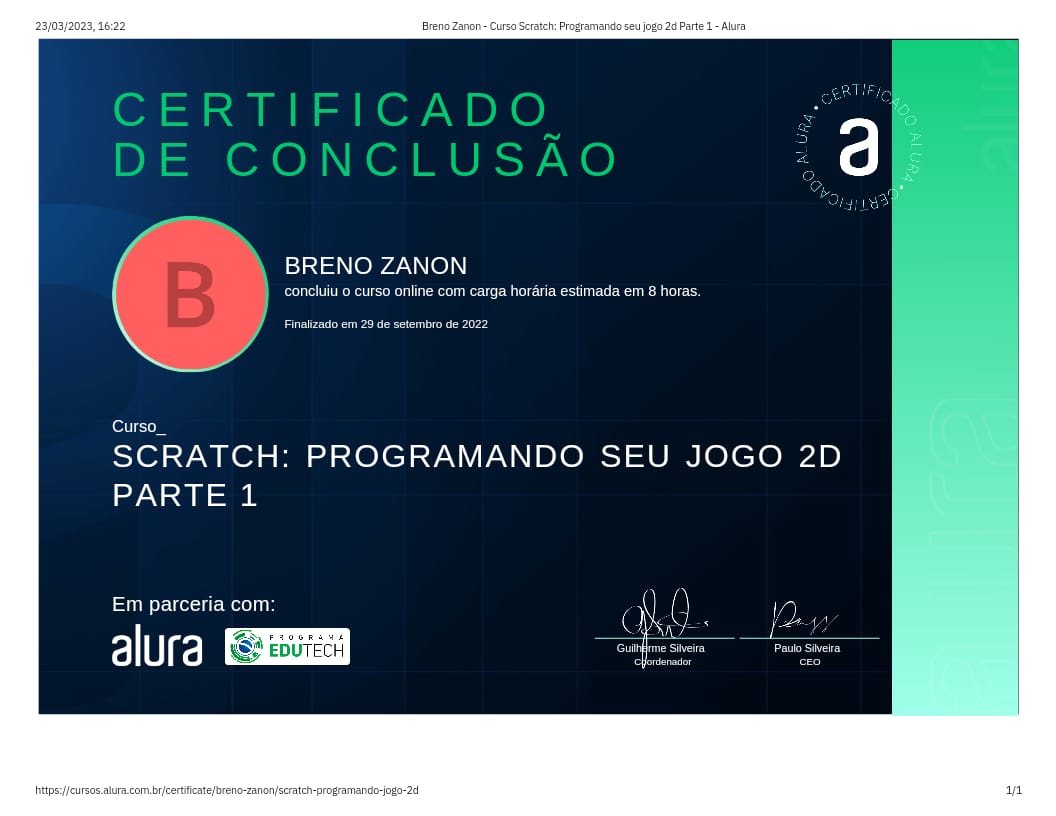 23/03/2023, 16:22
Breno Zanon - Curso Scratch: Programando seu jogo 2d Parte 1 - Alura
CERTIFICADO
DE CONCLUSÃO
CERTIFICADO ALURA • CERTIFICADO ALURA •
a
B
BRENO ZANON
concluiu o curso online com carga horária estimada em 8 horas.
Finalizado em 29 de setembro de 2022
Curso_
SCRATCH: PROGRAMANDO SEU JOGO 2D
PARTE 1
Em parceria com:
alura
PROGRAMA
EDUTECH
Guilherme Silveira
Coordenador
Paulo Silveira
CEO
alura
alura
https://cursos.alura.com.br/certificate/breno-zanon/scratch-programando-jogo-2d
1/1